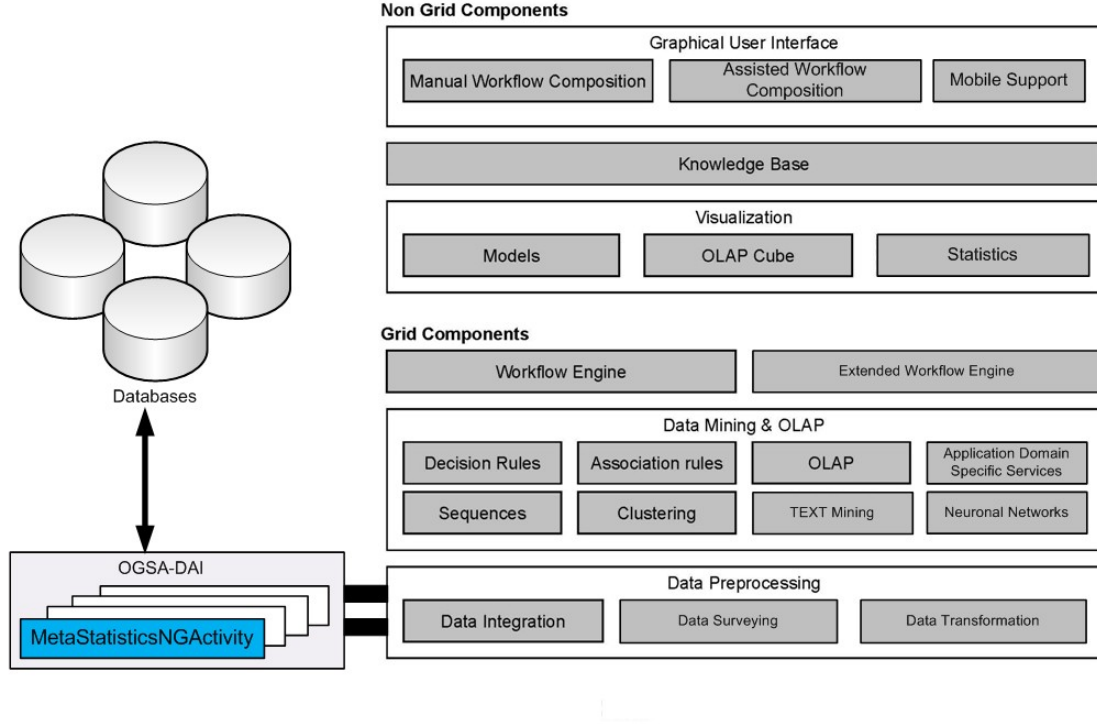 Non Grid Components
Graphical User Interface
Manual Workflow Composition
Assisted Workflow
Composition
Mobile Support
Knowledge Base
Visualization
Models
OLAP Cube
Statistics
Grid Components
Workflow Engine
Extended Workflow Engine
Data Mining & OLAP
Decision Rules
Association rules
OLAP
Application Domain
Specific Services
Sequences
Clustering
TEXT Mining
Neuronal Networks
Data Preprocessing
Data Integration
Data Surveying
Data Transformation
Databases
OGSA-DAI
MetaStatisticsNGActivity